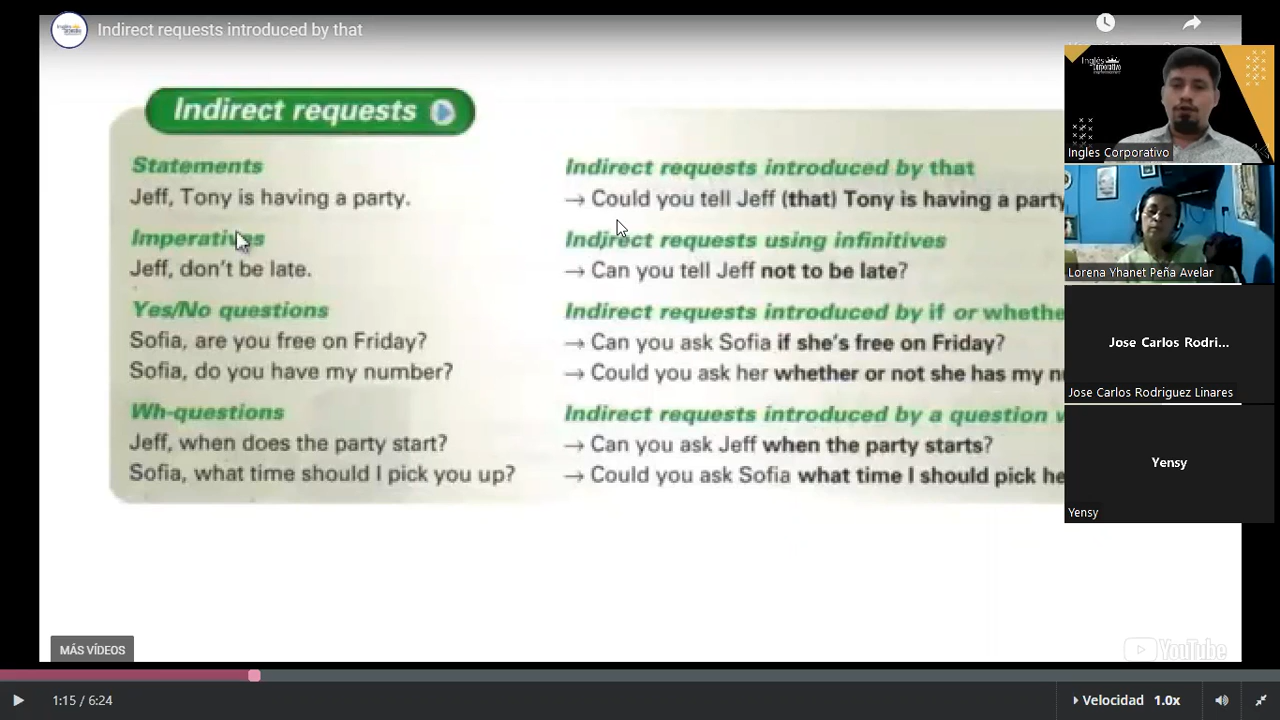 Indirect requests introduced by that
Indirect requests
Statements
Indirect requests introduced by that
Jeff, Tony is having a party.
→ Could you tell Jeff (that) Tony is having a party
Imperatives
Indirect requests using infinitives
Jeff, don't be late.
→ Can you tell Jeff not to be late?
Yes/No questions
Indirect requests introduced by if or whethe
Sofia, are you free on Friday?
→ Can you ask Sofia if she's free on Friday?
Sofia, do you have my number?
→ Could you ask her whether or not she has my n
Wh-questions
Indirect requests introduced by a question
Jeff, when does the party start?
→ Can you ask Jeff when the party starts?
Sofia, what time should I pick you up?
→ Could you ask Sofia what time I should pick he
Inglés
Corporativo
Ingles Corporativo
Lorena Yhanet Peña Avelar
Jose Carlos Rodri...
Jose Carlos Rodriguez Linares
Yensy
Yensy
MÁS VÍDEOS
YouTube
1:15 / 6:24
Velocidad 1.0x